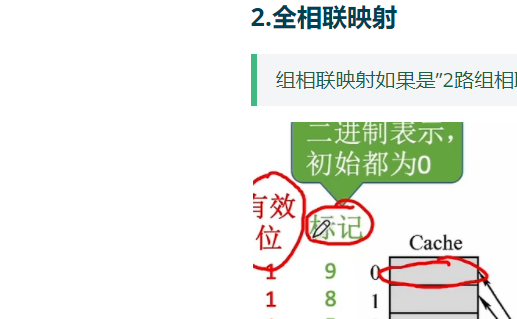 2.全相联映射
组相联映射如果是”2路组相
二进制表示，
初始都为0
有效
位
标记
Cache
1 9 0
1 8 1